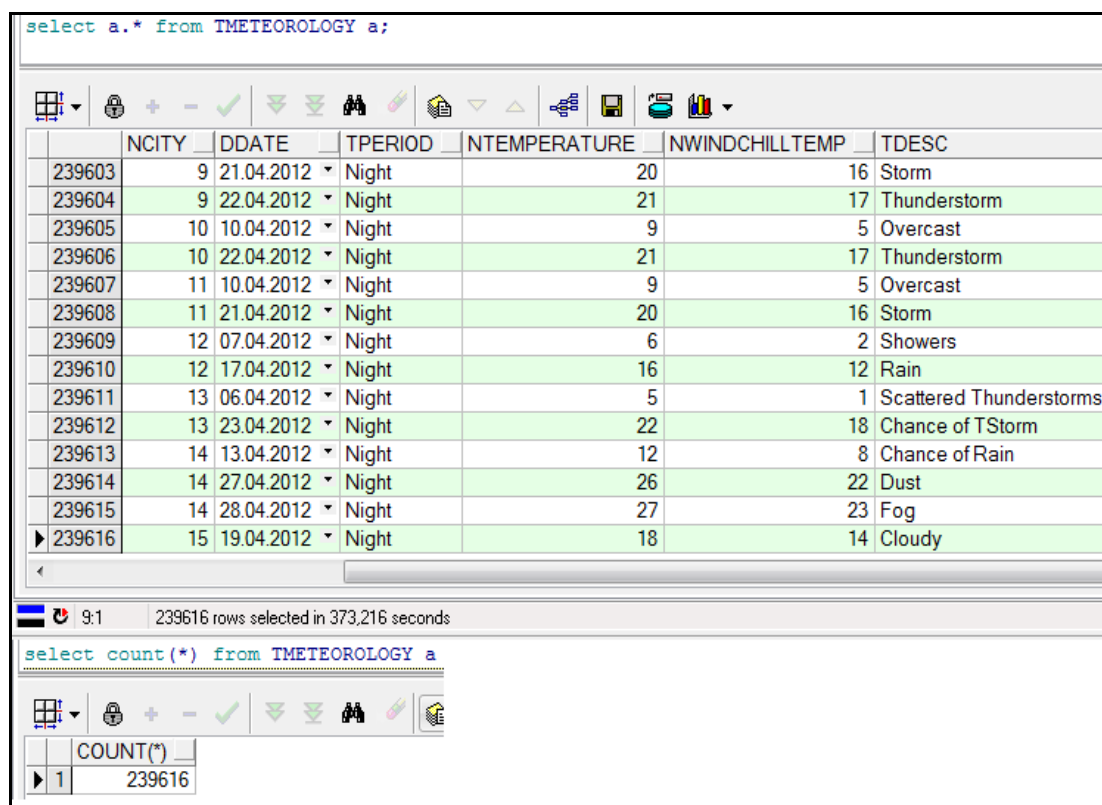 select a.* from TMETEOROLOGY a;
NCITY DDATE TPERIOD NTEMPERATURE NWINDCHILLTEMP TDESC
239603 9 21.04.2012 Night 20 16 Storm
239604 9 22.04.2012 Night 21 17 Thunderstorm
239605 10 10.04.2012 Night 9 5 Overcast
239606 10 22.04.2012 Night 21 17 Thunderstorm
239607 11 10.04.2012 Night 9 5 Overcast
239608 11 21.04.2012 Night 20 16 Storm
239609 12 07.04.2012 Night 6 2 Showers
239610 12 17.04.2012 Night 16 12 Rain
239611 13 06.04.2012 Night 5 1 Scattered Thunderstorms
239612 13 23.04.2012 Night 22 18 Chance of TStorm
239613 14 13.04.2012 Night 12 8 Chance of Rain
239614 14 27.04.2012 Night 26 22 Dust
239615 14 28.04.2012 Night 27 23 Fog
239616 15 19.04.2012 Night 18 14 Cloudy
9:1 239616 rows selected in 373,216 seconds
select count(*) from TMETEOROLOGY a
COUNT(*)
1 239616